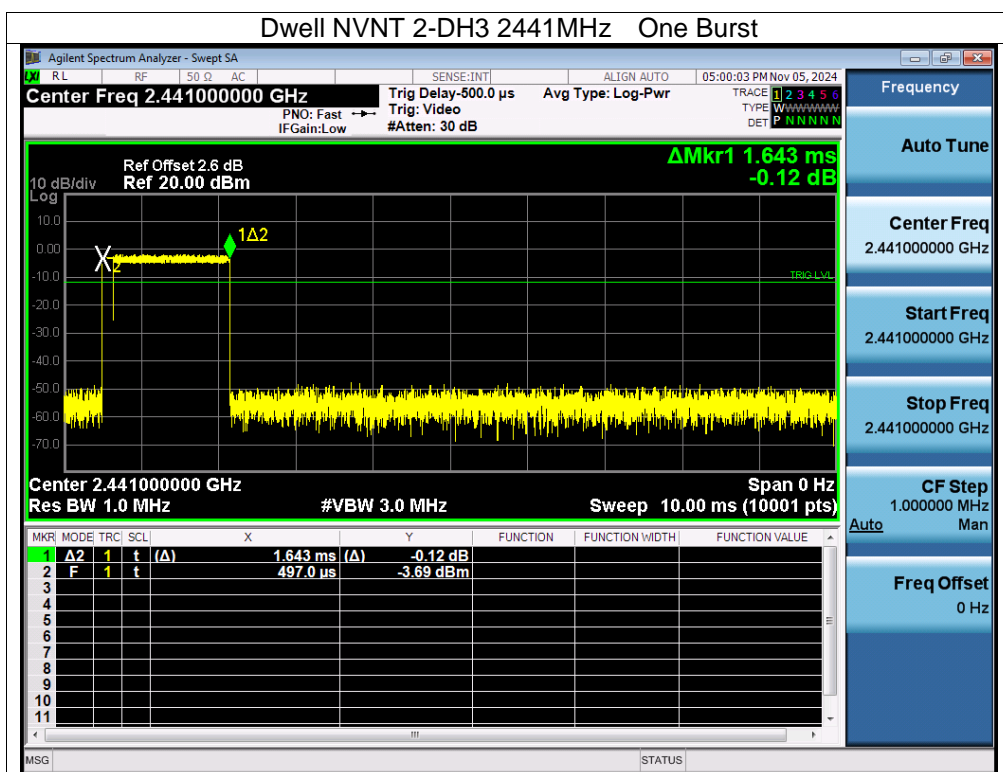 Dwell NVNT 2-DH3 2441MHz One Burst
Agilent Spectrum Analyzer - Swept SA
LXI RL RF 50 Ω AC SENSE:INT ALIGN AUTO 05:00:03 PM Nov 05, 2024
Center Freq 2.441000000 GHz Trig Delay-500.0 µs Avg Type: Log-Pwr TRACE 1 2 3 4 5 6
PNO: Fast Trig: Video TYPE WWWWWWW
IFGain:Low #Atten: 30 dB DET P N N N N N
Frequency
Auto Tune
Center Freq
2.441000000 GHz
Start Freq
2.441000000 GHz
Stop Freq
2.441000000 GHz
CF Step
1.000000 MHz
Auto Man
Freq Offset
0 Hz
ΔMkr1 1.643 ms
-0.12 dB
Ref Offset 2.6 dB
10 dB/div Ref 20.00 dBm
Log
10.0
0.00
-10.0
-20.0
-30.0
-40.0
-50.0
-60.0
-70.0
1Δ2
2
TRIG LVL
Center 2.441000000 GHz Span 0 Hz
Res BW 1.0 MHz #VBW 3.0 MHz Sweep 10.00 ms (10001 pts)
MKR MODE TRC SCL X Y FUNCTION FUNCTION WIDTH FUNCTION VALUE
1 Δ2 1 t (Δ) 1.643 ms (Δ) -0.12 dB
2 F 1 t 497.0 µs -3.69 dBm
3
4
5
6
7
8
9
10
11
MSG STATUS